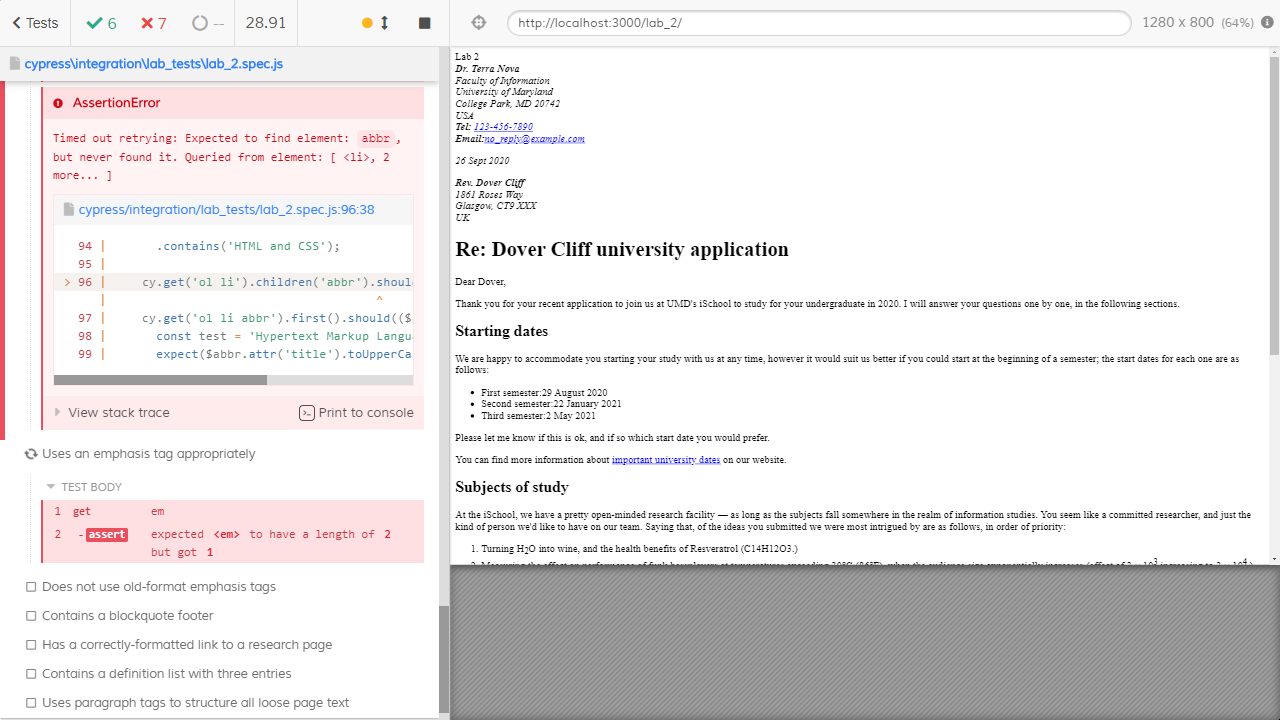 Tests
6
7
--
28.91
http://localhost:3000/lab_2/
1280 x 800 (64%)
cypress\integration\lab_tests\lab_2.spec.js
AssertionError
Timed out retrying: Expected to find element: abbr,
but never found it. Queried from element: [ <li>, 2
more... ]
cypress/integration/lab_tests/lab_2.spec.js:96:38
94 | .contains('HTML and CSS');
95 |
> 96 | cy.get('ol li').children('abbr').shoul
| ^
97 | cy.get('ol li abbr').first().should(($
98 | const test = 'Hypertext Markup Langu
99 | expect($abbr.attr('title').toUpperCa
View stack trace
Print to console
Uses an emphasis tag appropriately
TEST BODY
1 get em
2 -assert expected <em> to have a length of 2
but got 1
Does not use old-format emphasis tags
Contains a blockquote footer
Has a correctly-formatted link to a research page
Contains a definition list with three entries
Uses paragraph tags to structure all loose page text
Lab 2
Dr. Terra Nova
Faculty of Information
University of Maryland
College Park, MD 20742
USA
Tel: 123-456-7890
Email:no_reply@example.com
26 Sept 2020
Rev. Dover Cliff
1861 Roses Way
Glasgow, CT9 XXX
UK
Re: Dover Cliff university application
Dear Dover,
Thank you for your recent application to join us at UMD's iSchool to study for your undergraduate in 2020. I will answer your questions one by one, in the following sections.
Starting dates
We are happy to accommodate you starting your study with us at any time, however it would suit us better if you could start at the beginning of a semester; the start dates for each one are as
follows:
• First semester:29 August 2020
• Second semester:22 January 2021
• Third semester:2 May 2021
Please let me know if this is ok, and if so which start date you would prefer.
You can find more information about important university dates on our website.
Subjects of study
At the iSchool, we have a pretty open-minded research facility — as long as the subjects fall somewhere in the realm of information studies. You seem like a committed researcher, and just the
kind of person we'd like to have on our team. Saying that, of the ideas you submitted we were most intrigued by are as follows, in order of priority:
1. Turning H2O into wine, and the health benefits of Resveratrol (C14H12O3.)